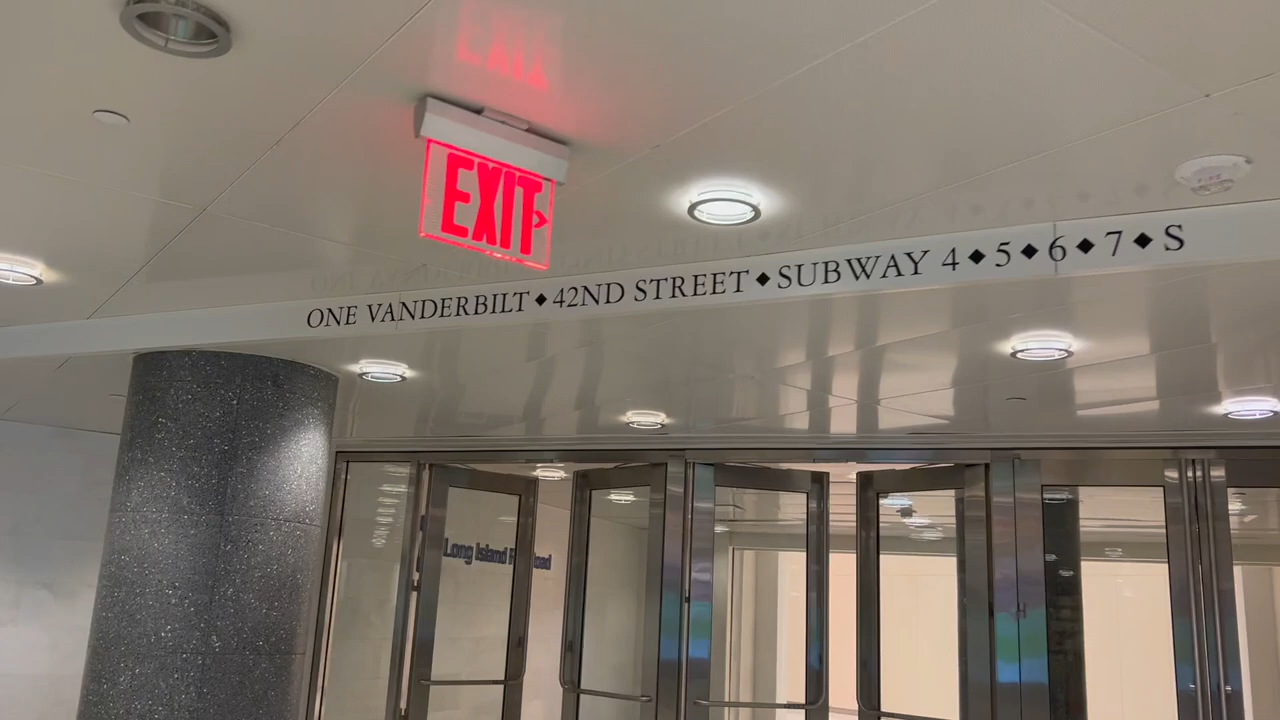 EXIT
ONE VANDERBILT◆42ND STREET◆SUBWAY 4◆5◆6◆7◆S
Long Island